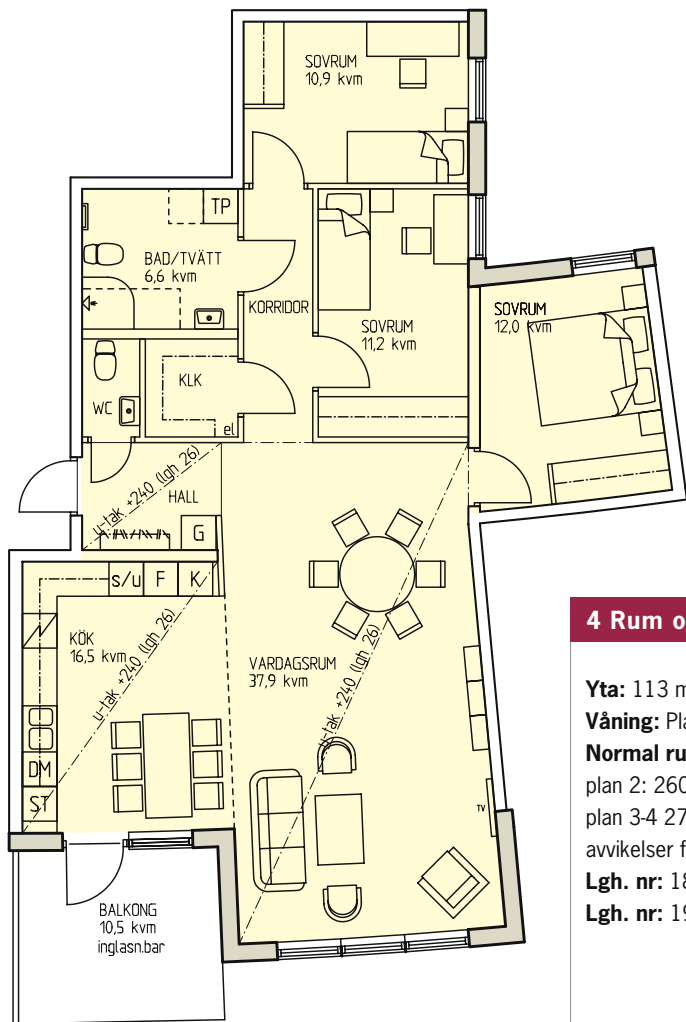 SOVRUM
10,9 kvm
TP
BAD/TVÄTT
6,6 kvm
KORRIDOR
SOVRUM
11,2 kvm
SOVRUM
12,0 kvm
KLK
WC
el
HALL
u-tak +240 (lgh 26)
G
s/u F K
KÖK
16,5 kvm
u-tak +240 (lgh 26)
VARDAGSRUM
37,9 kvm
u-tak +240 (lgh 26)
DM
ST
TV
BALKONG
10,5 kvm
inglasn.bar
4 Rum o
Yta: 113 m
Våning: Pla
Normal ru
plan 2: 260
plan 3-4 27
avvikelser f
Lgh. nr: 18
Lgh. nr: 19